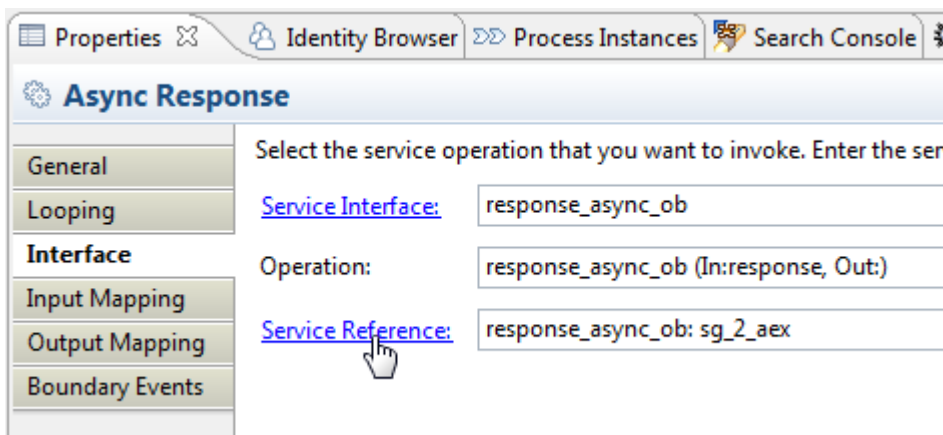 Properties Identity Browser Process Instances Search Console
Async Response
Select the service operation that you want to invoke. Enter the ser
General
Looping
Interface
Input Mapping
Output Mapping
Boundary Events
Service Interface: response_async_ob
Operation: response_async_ob (In:response, Out:)
Service Reference: response_async_ob: sg_2_aex